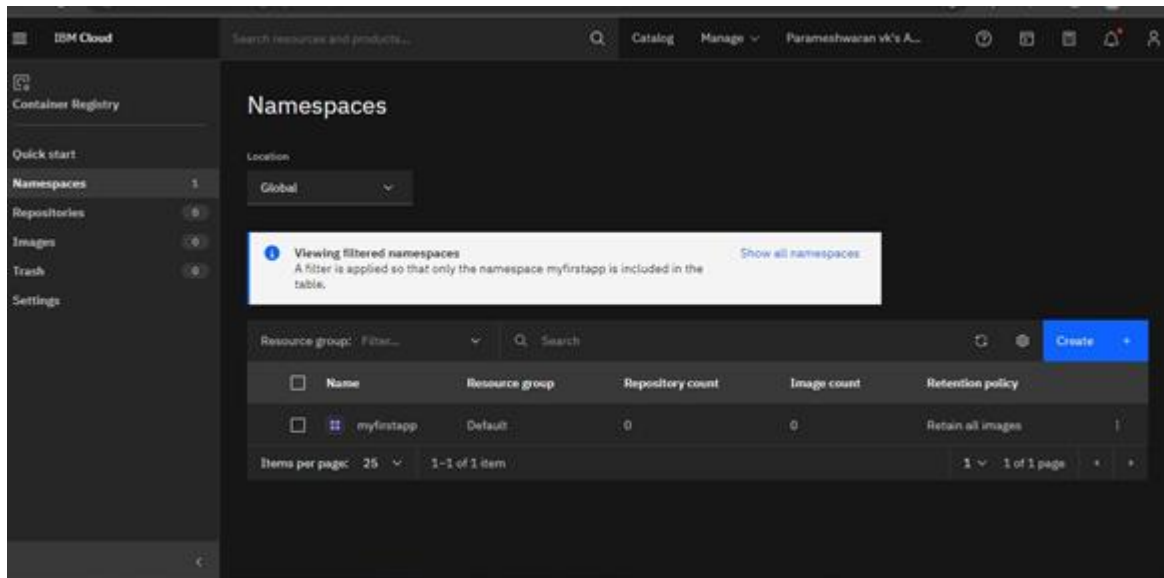 IBM Cloud
Search resources and products...
Catalog
Manage
Parameshwaran vk's A...
Container Registry
Quick start
Namespaces 1
Repositories 0
Images 0
Trash 0
Settings
Namespaces
Location
Global
Viewing filtered namespaces
Show all namespaces
A filter is applied so that only the namespace myfirstapp is included in the
table.
Resource group: Filter...
Search
Create +
Name Resource group Repository count Image count Retention policy
myfirstapp Default 0 0 Retain all images
Items per page: 25 1–1 of 1 item 1 1 of 1 page